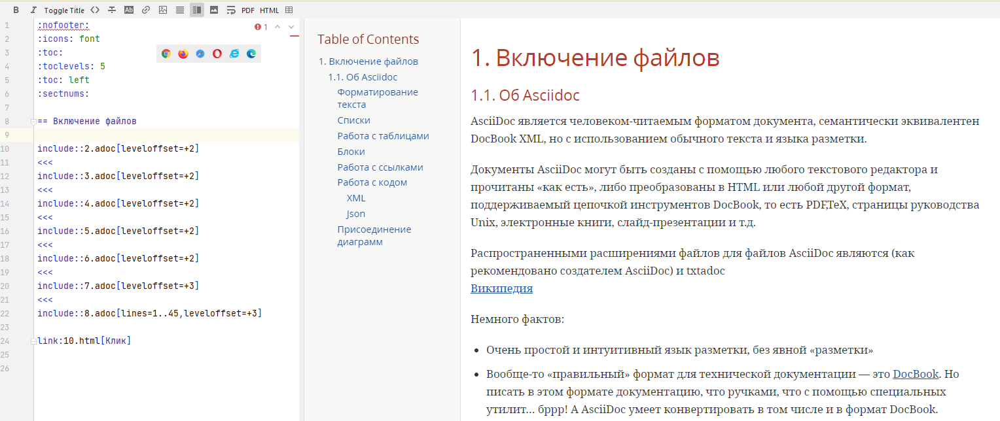 B I Toggle Title <> Ab PDF HTML
1 :nofooter:
1
2 :icons: font
3 :toc:
4 :toclevels: 5
5 :toc: left
6 :sectnums:
7
8 == Включение файлов
9
10 include::2.adoc[leveloffset=+2]
11 <<<
12 include::3.adoc[leveloffset=+2]
13 <<<
14 include::4.adoc[leveloffset=+2]
15 <<<
16 include::5.adoc[leveloffset=+2]
17 <<<
18 include::6.adoc[leveloffset=+2]
19 <<<
20 include::7.adoc[leveloffset=+3]
21 <<<
22 include::8.adoc[lines=1..45,leveloffset=+3]
23
24 link:10.html[Клик]
25
26
Table of Contents
1. Включение файлов
1.1. Об Asciidoc
Форматирование
текста
Списки
Работа с таблицами
Блоки
Работа с ссылками
Работа с кодом
XML
Json
Присоединение
диаграмм
1. Включение файлов
1.1. Об Asciidoc
AsciiDoc является человеком-читаемым форматом документа, семантически эквивалентен
DocBook XML, но с использованием обычного текста и языка разметки.
Документы AsciiDoc могут быть созданы с помощью любого текстового редактора и
прочитаны «как есть», либо преобразованы в HTML или любой другой формат,
поддерживаемый цепочкой инструментов DocBook, то есть PDF,TeX, страницы руководства
Unix, электронные книги, слайд-презентации и т.д.
Распространенными расширениями файлов для файлов AsciiDoc являются (как
рекомендовано создателем AsciiDoc) и txtadoc
Википедия
Немного фактов:
• Очень простой и интуитивный язык разметки, без явной «разметки»
• Вообще-то «правильный» формат для технической документации — это DocBook. Но
писать в этом формате документацию, что ручками, что с помощью специальных
утилит… бррр! А AsciiDoc умеет конвертировать в том числе и в формат DocBook.